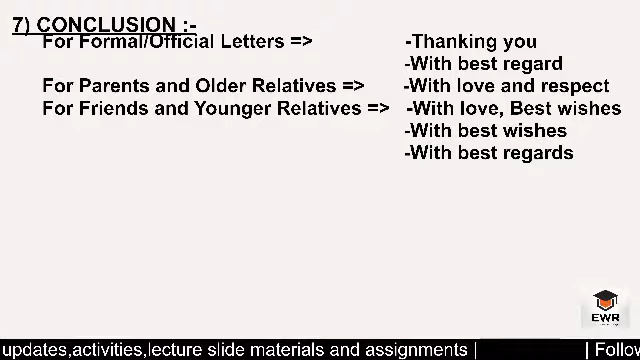 7) CONCLUSION :-
For Formal/Official Letters => -Thanking you
-With best regard
For Parents and Older Relatives => -With love and respect
For Friends and Younger Relatives => -With love, Best wishes
-With best wishes
-With best regards
EWR
updates,activities,lecture slide materials and assignments | | Follow